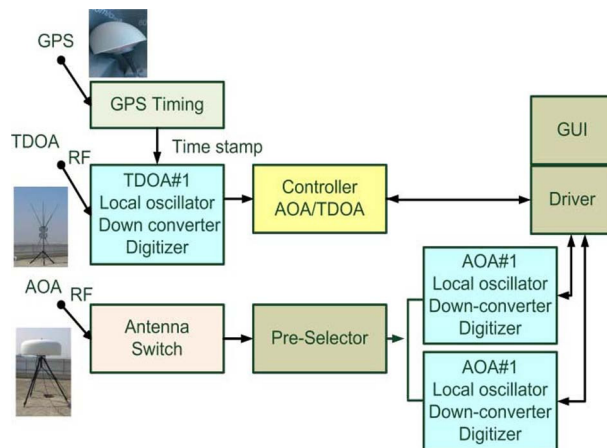 GPS
GPS Timing
Time stamp
TDOA
RF
TDOA#1
Local oscillator
Down converter
Digitizer
Controller
AOA/TDOA
GUI
Driver
AOA
RF
Antenna
Switch
Pre-Selector
AOA#1
Local oscillator
Down-converter
Digitizer
AOA#1
Local oscillator
Down-converter
Digitizer